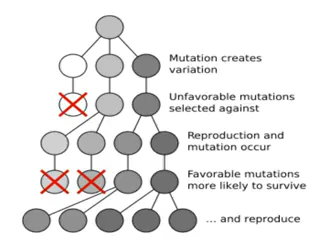 Mutation creates
variation
Unfavorable mutations
selected against
Reproduction and
mutation occur
Favorable mutations
more likely to survive
... and reproduce